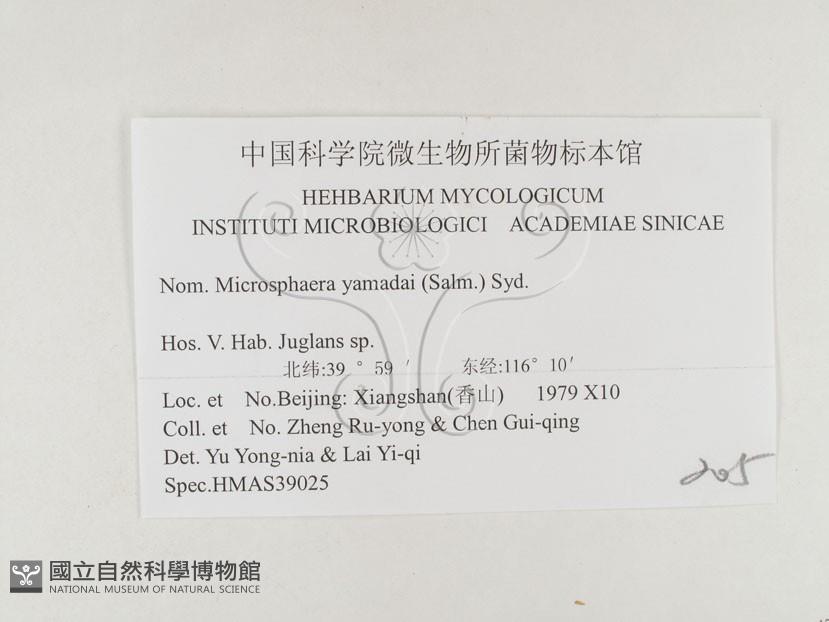 中国科学院微生物所菌物标本馆
HEHBARIUM MYCOLOGICUM
INSTITUTI MICROBIOLOGICI ACADEMIAE SINICAE
Nom. Microsphaera yamadai (Salm.) Syd.
Hos. V. Hab. Juglans sp.
北纬:39 ° 59 ′ 东经:116° 10′
Loc. et No.Beijing: Xiangshan(香山) 1979 X10
Coll. et No. Zheng Ru-yong & Chen Gui-qing
Det. Yu Yong-nia & Lai Yi-qi
Spec.HMAS39025
205
國立自然科學博物館
NATIONAL MUSEUM OF NATURAL SCIENCE